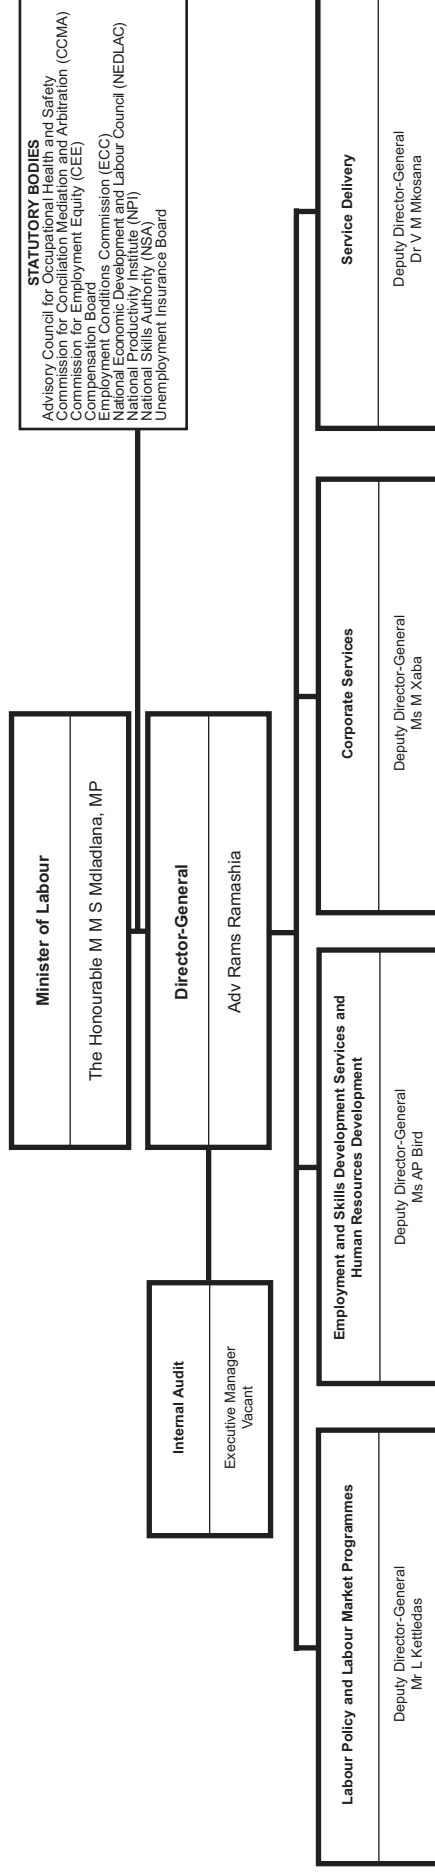 Minister of Labour
The Honourable M M S Mdladlana, MP
STATUTORY BODIES
Advisory Council for Occupational Health and Safety
Commission for Conciliation Mediation and Arbitration (CCMA)
Commission for Employment Equity (CEE)
Compensation Board
Employment Conditions Commission (ECC)
National Economic Development and Labour Council (NEDLAC)
National Productivity Institute (NPI)
National Skills Authority (NSA)
Unemployment Insurance Board
Director-General
Adv Rams Ramashia
Internal Audit
Executive Manager
Vacant
Labour Policy and Labour Market Programmes
Deputy Director-General
Mr L Kettledas
Employment and Skills Development Services and
Human Resources Development
Deputy Director-General
Ms AP Bird
Corporate Services
Deputy Director-General
Ms M Xaba
Service Delivery
Deputy Director-General
Dr V M Mkosana